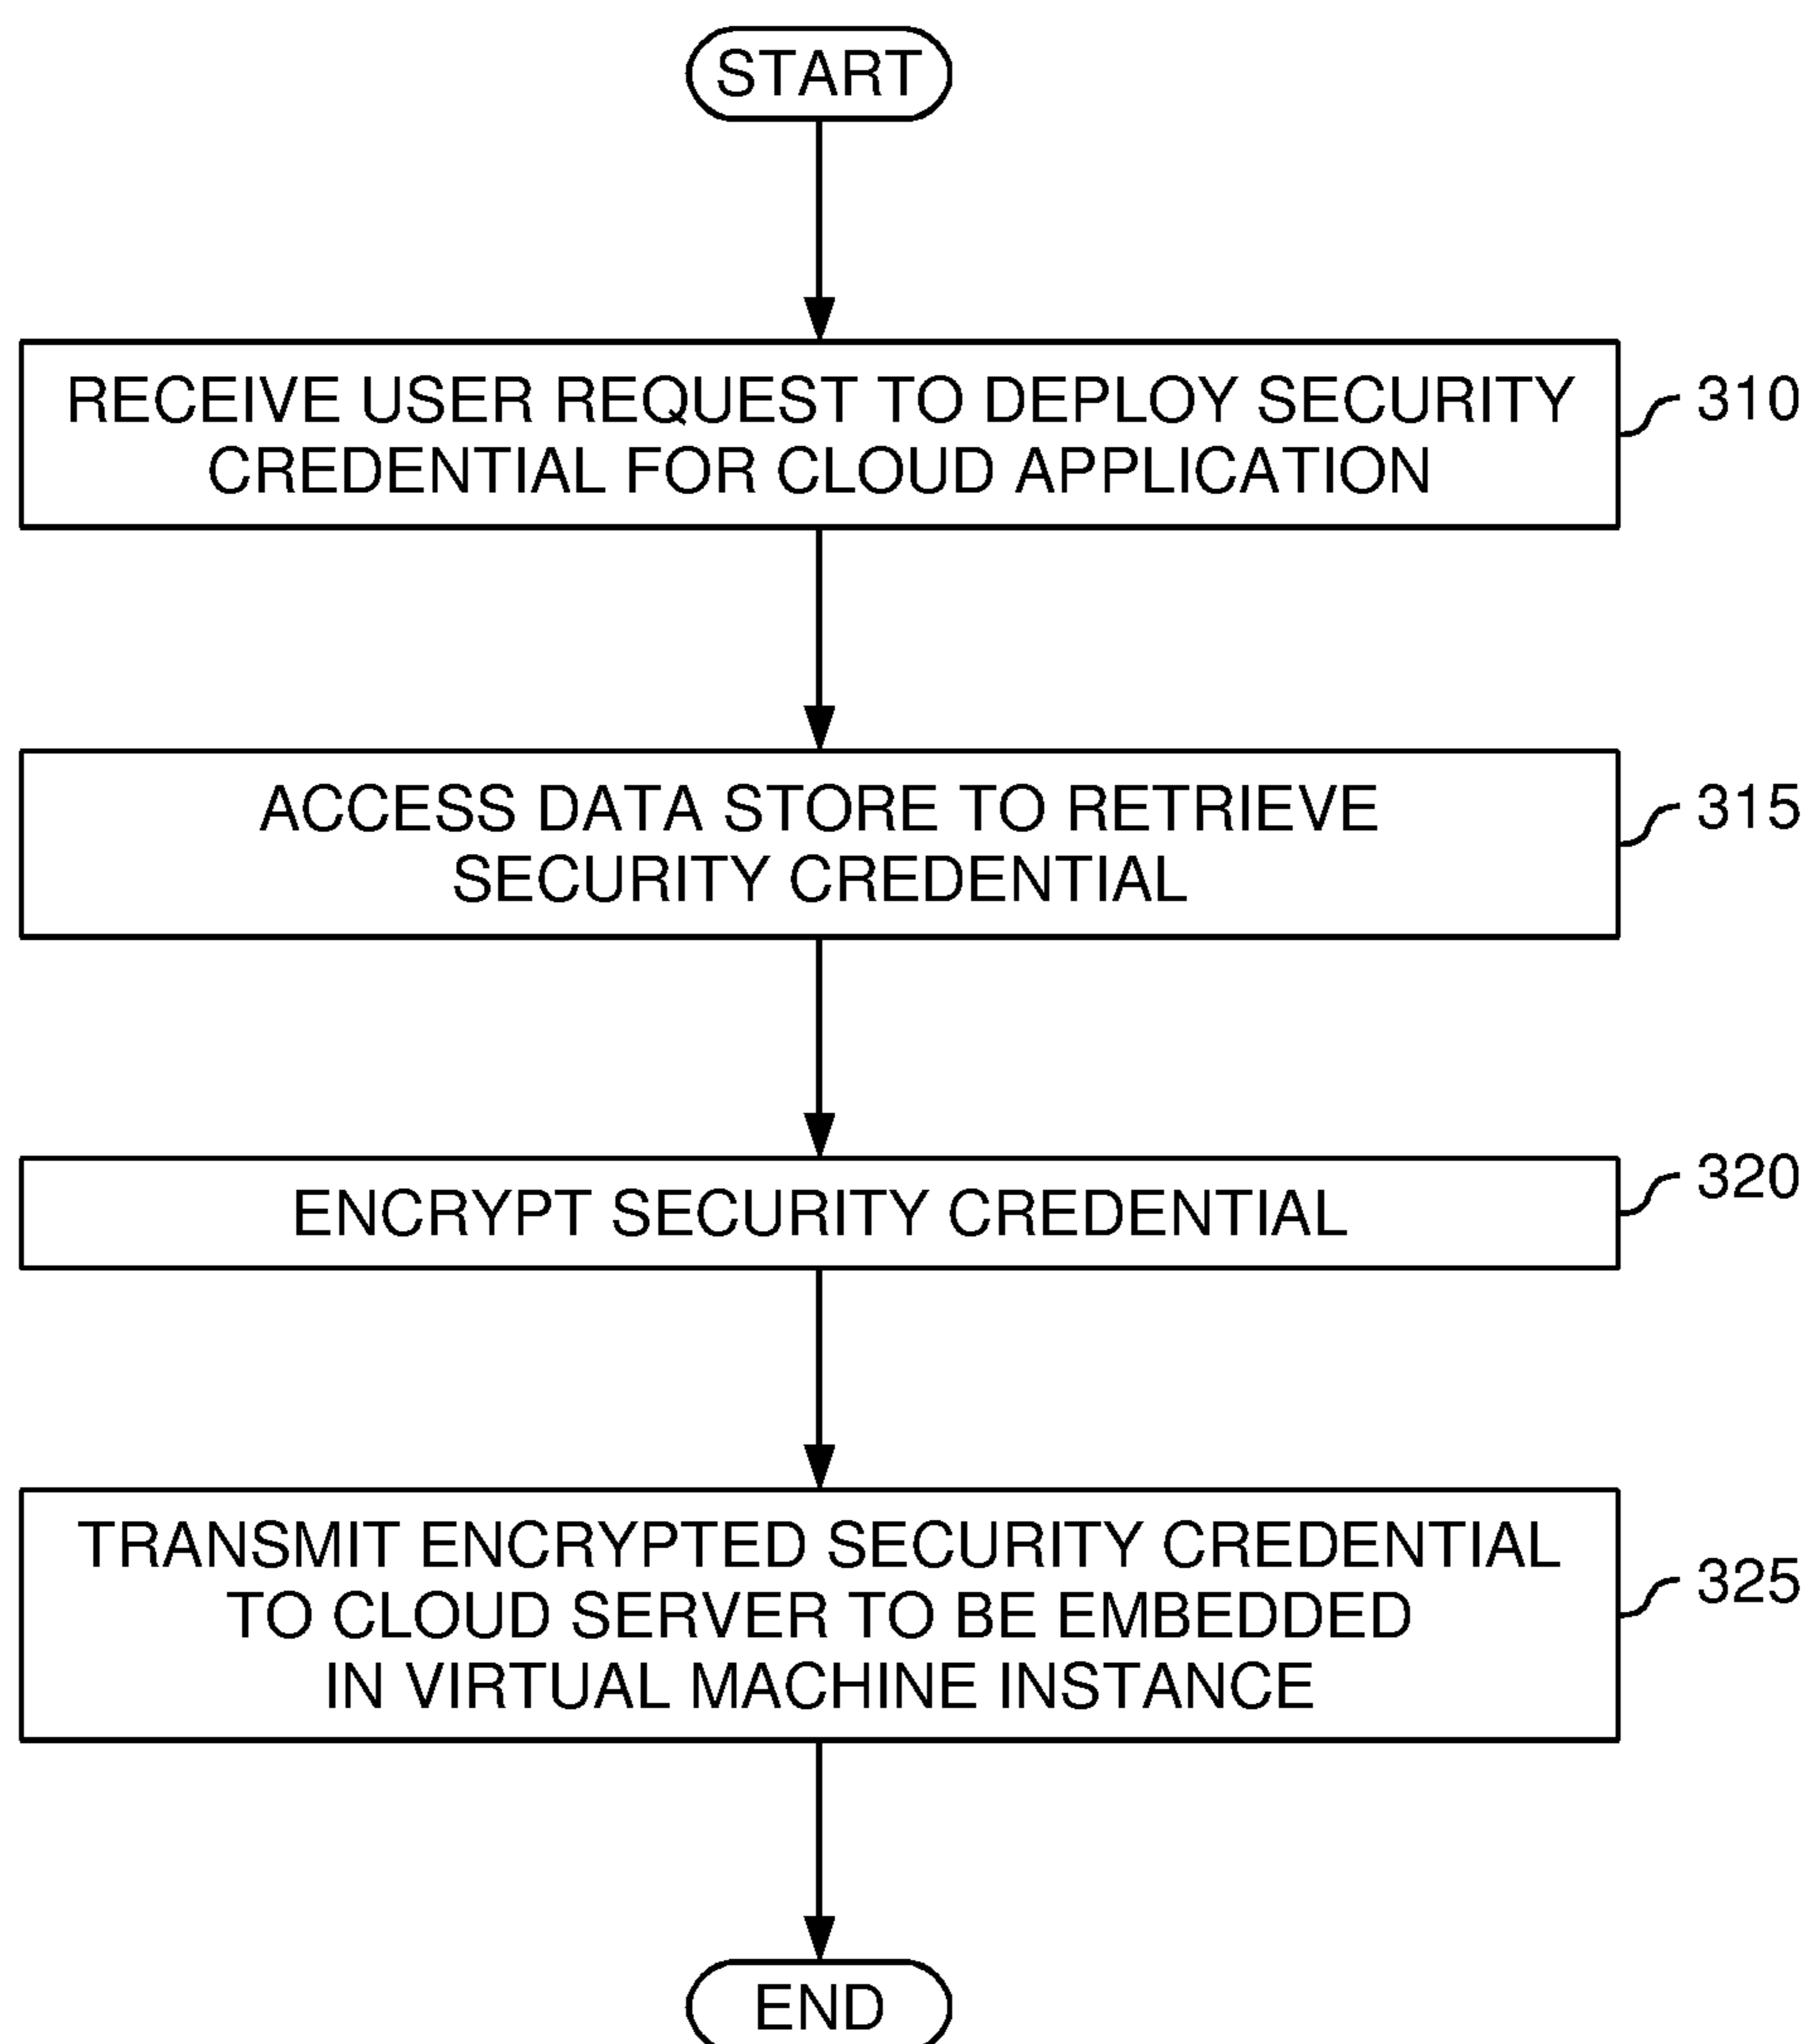 START
RECEIVE USER REQUEST TO DEPLOY SECURITY
CREDENTIAL FOR CLOUD APPLICATION
310
ACCESS DATA STORE TO RETRIEVE
SECURITY CREDENTIAL
315
ENCRYPT SECURITY CREDENTIAL
320
TRANSMIT ENCRYPTED SECURITY CREDENTIAL
TO CLOUD SERVER TO BE EMBEDDED
IN VIRTUAL MACHINE INSTANCE
325
END